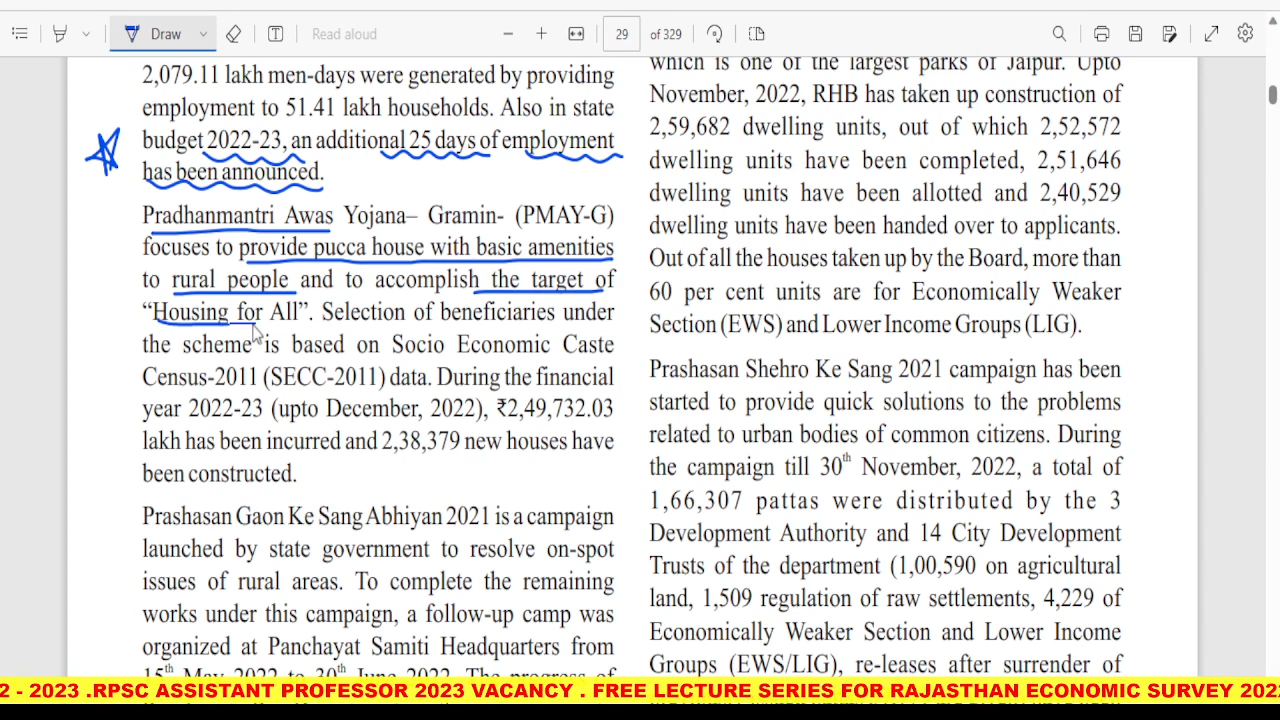 Draw
Read aloud
29
of 329
2,079.11 lakh men-days were generated by providing
employment to 51.41 lakh households. Also in state
budget 2022-23, an additional 25 days of employment
has been announced.
Pradhanmantri Awas Yojana– Gramin- (PMAY-G)
focuses to provide pucca house with basic amenities
to rural people and to accomplish the target of
“Housing for All”. Selection of beneficiaries under
the scheme is based on Socio Economic Caste
Census-2011 (SECC-2011) data. During the financial
year 2022-23 (upto December, 2022), ₹2,49,732.03
lakh has been incurred and 2,38,379 new houses have
been constructed.
Prashasan Gaon Ke Sang Abhiyan 2021 is a campaign
launched by state government to resolve on-spot
issues of rural areas. To complete the remaining
works under this campaign, a follow-up camp was
organized at Panchayat Samiti Headquarters from
15th May 2022 to 30th June 2022. The progress of
which is one of the largest parks of Jaipur. Upto
November, 2022, RHB has taken up construction of
2,59,682 dwelling units, out of which 2,52,572
dwelling units have been completed, 2,51,646
dwelling units have been allotted and 2,40,529
dwelling units have been handed over to applicants.
Out of all the houses taken up by the Board, more than
60 per cent units are for Economically Weaker
Section (EWS) and Lower Income Groups (LIG).
Prashasan Shehro Ke Sang 2021 campaign has been
started to provide quick solutions to the problems
related to urban bodies of common citizens. During
the campaign till 30th November, 2022, a total of
1,66,307 pattas were distributed by the 3
Development Authority and 14 City Development
Trusts of the department (1,00,590 on agricultural
land, 1,509 regulation of raw settlements, 4,229 of
Economically Weaker Section and Lower Income
Groups (EWS/LIG), re-leases after surrender of
2 - 2023 .RPSC ASSISTANT PROFESSOR 2023 VACANCY . FREE LECTURE SERIES FOR RAJASTHAN ECONOMIC SURVEY 202